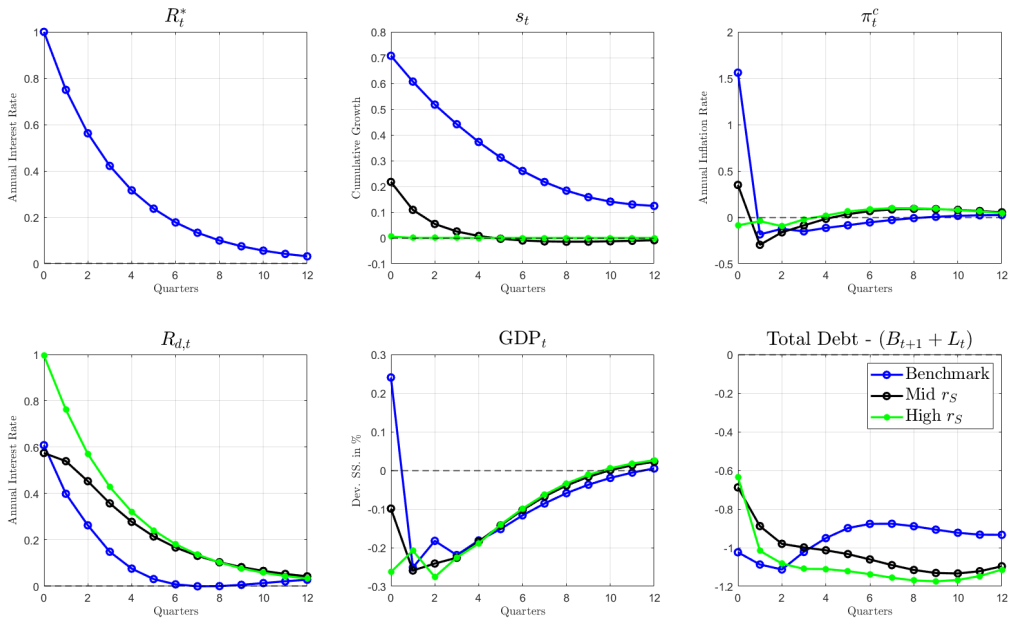 R*t
st
πct
Annual Interest Rate
1
0.8
0.6
0.4
0.2
0
0 2 4 6 8 10 12
Quarters
Cumulative Growth
0.8
0.7
0.6
0.5
0.4
0.3
0.2
0.1
0
-0.1
0 2 4 6 8 10 12
Quarters
Annual Inflation Rate
2
1.5
1
0.5
0
-0.5
0 2 4 6 8 10 12
Quarters
Rd,t
GDPt
Total Debt - (Bt+1 + Lt)
Annual Interest Rate
1
0.8
0.6
0.4
0.2
0
0 2 4 6 8 10 12
Quarters
Dev. SS. in %
0.3
0.2
0.1
0
-0.1
-0.2
-0.3
0 2 4 6 8 10 12
Quarters
0
-0.2
-0.4
-0.6
-0.8
-1
-1.2
0 2 4 6 8 10 12
Quarters
Benchmark
Mid rS
High rS